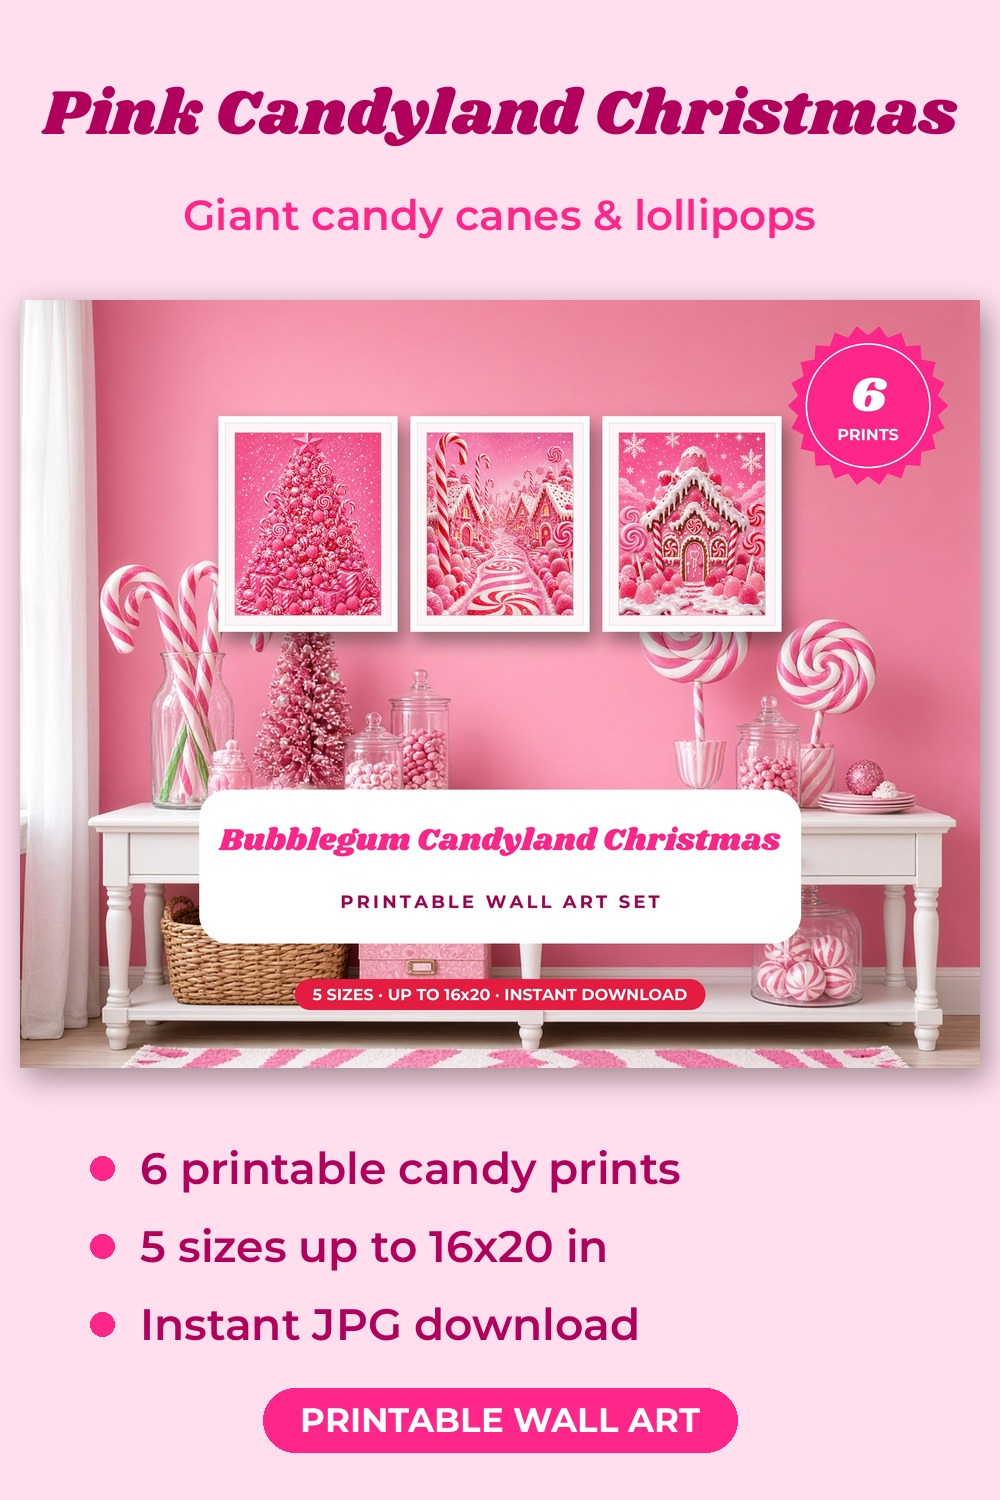 Pink Candyland Christmas
Giant candy canes & lollipops
6
PRINTS
Bubblegum Candyland Christmas
PRINTABLE WALL ART SET
5 SIZES · UP TO 16x20 · INSTANT DOWNLOAD
6 printable candy prints
5 sizes up to 16x20 in
Instant JPG download
PRINTABLE WALL ART